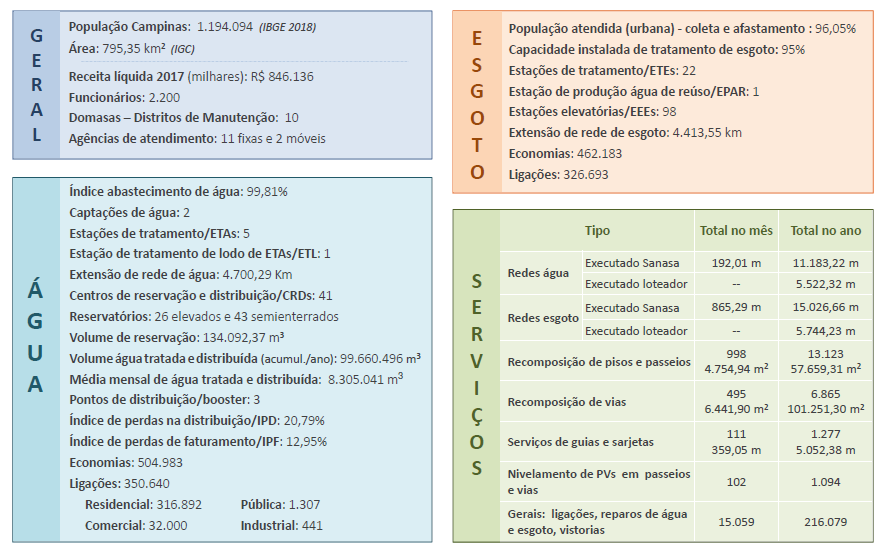 GERAL
População Campinas: 1.194.094 (IBGE 2018)
Área: 795,35 km² (IGC)
Receita líquida 2017 (milhares): R$ 846.136
Funcionários: 2.200
Domasas – Distritos de Manutenção: 10
Agências de atendimento: 11 fixas e 2 móveis
ÁGUA
Índice abastecimento de água: 99,81%
Captações de água: 2
Estações de tratamento/ETAs: 5
Estação de tratamento de lodo de ETAs/ETL: 1
Extensão de rede de água: 4.700,29 Km
Centros de reservação e distribuição/CRDs: 41
Reservatórios: 26 elevados e 43 semienterrados
Volume de reservação: 134.092,37 m³
Volume água tratada e distribuída (acumul./ano): 99.660.496 m³
Média mensal de água tratada e distribuída: 8.305.041 m³
Pontos de distribuição/booster: 3
Índice de perdas na distribuição/IPD: 20,79%
Índice de perdas de faturamento/IPF: 12,95%
Economias: 504.983
Ligações: 350.640
Residencial: 316.892 Pública: 1.307
Comercial: 32.000 Industrial: 441
ESGOTO
População atendida (urbana) - coleta e afastamento : 96,05%
Capacidade instalada de tratamento de esgoto: 95%
Estações de tratamento/ETEs: 22
Estação de produção água de reúso/EPAR: 1
Estações elevatórias/EEEs: 98
Extensão de rede de esgoto: 4.413,55 km
Economias: 462.183
Ligações: 326.693
SERVIÇOS
Tipo Total no mês Total no ano
Redes água Executado Sanasa 192,01 m 11.183,22 m
Executado loteador -- 5.522,32 m
Redes esgoto Executado Sanasa 865,29 m 15.026,66 m
Executado loteador -- 5.744,23 m
Recomposição de pisos e passeios 998 13.123
4.754,94 m² 57.659,31 m²
Recomposição de vias 495 6.865
6.441,90 m² 101.251,30 m²
Serviços de guias e sarjetas 111 1.277
359,05 m 5.052,38 m
Nivelamento de PVs em passeios
e vias 102 1.094
Gerais: ligações, reparos de água
e esgoto, vistorias 15.059 216.079